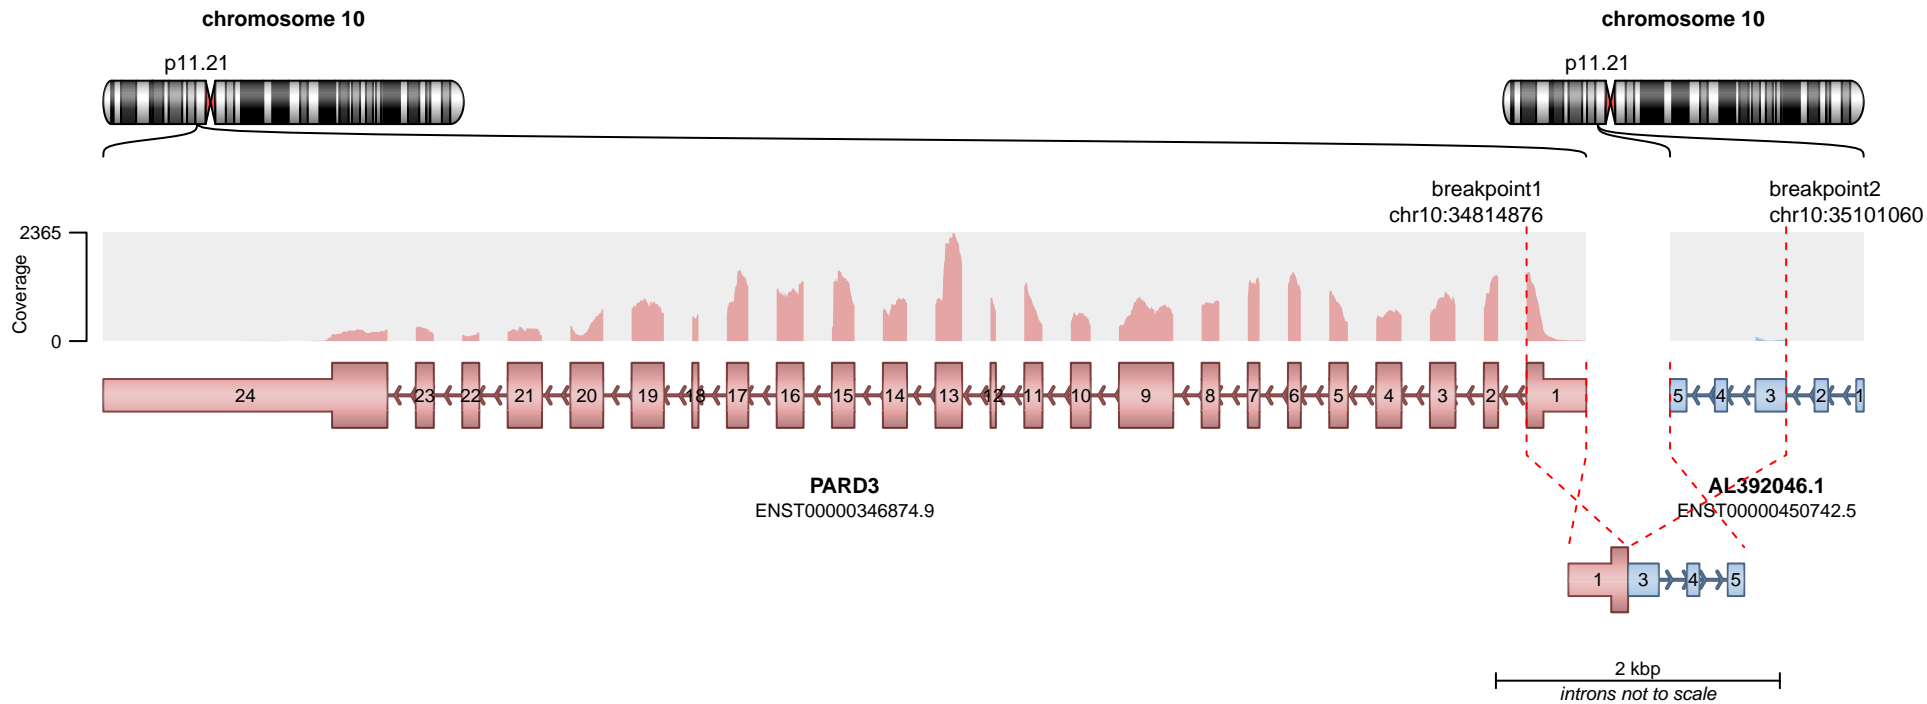 chromosome 10
chromosome 10
p11.21
p11.21
breakpoint1
chr10:34814876
breakpoint2
chr10:35101060
2365
Coverage
0
24 23 22 21 20 19 18 17 16 15 14 13 12 11 10 9 8 7 6 5 4 3 2 1
5 4 3 2 1
PARD3
ENST00000346874.9
AL392046.1
ENST00000450742.5
1 3 4 5
2 kbp
introns not to scale